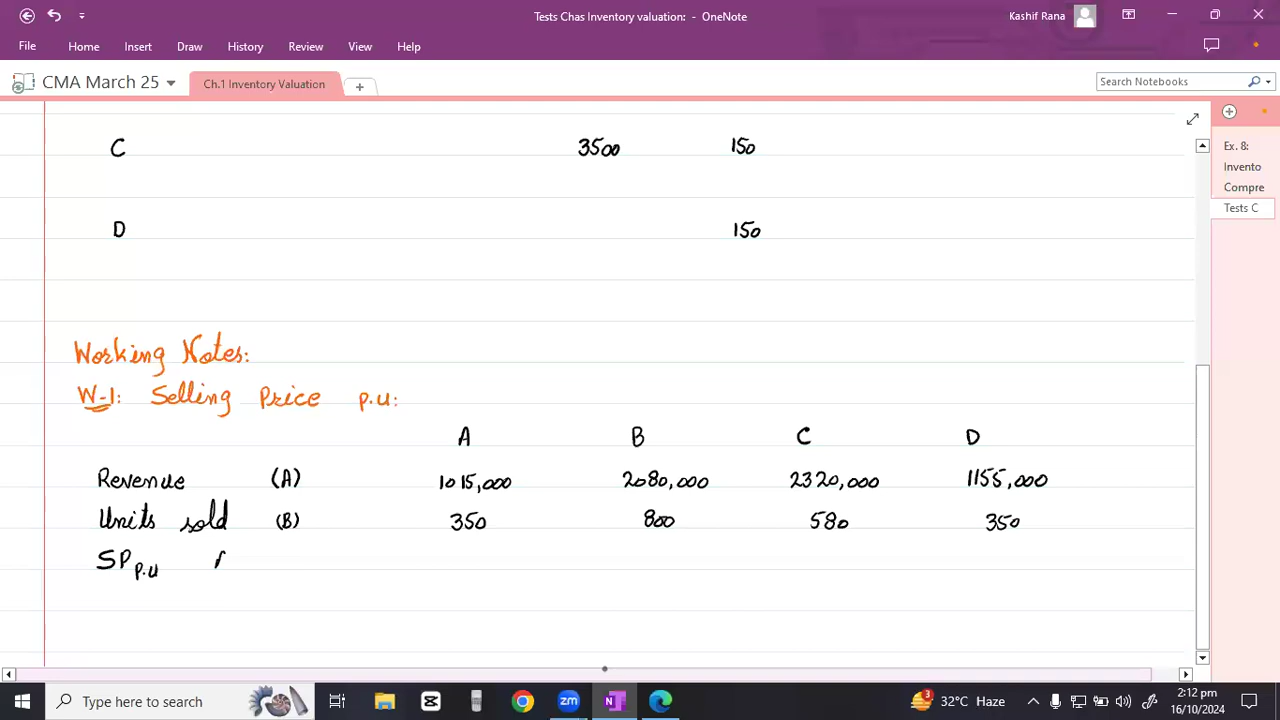 Tests Chas Inventory valuation: - OneNote
Kashif Rana
File Home Insert Draw History Review View Help
CMA March 25
Ch.1 Inventory Valuation
Search Notebooks
C 3500 150
D 150
Working Notes:
W-1: Selling Price p.u:
A B C D
Revenue (A) 1015,000 2080,000 2320,000 1155,000
Units sold (B) 350 800 580 350
SP p.u
Ex. 8:
Invento
Compre
Tests C
Type here to search
3
32°C Haze
2:12 pm
16/10/2024